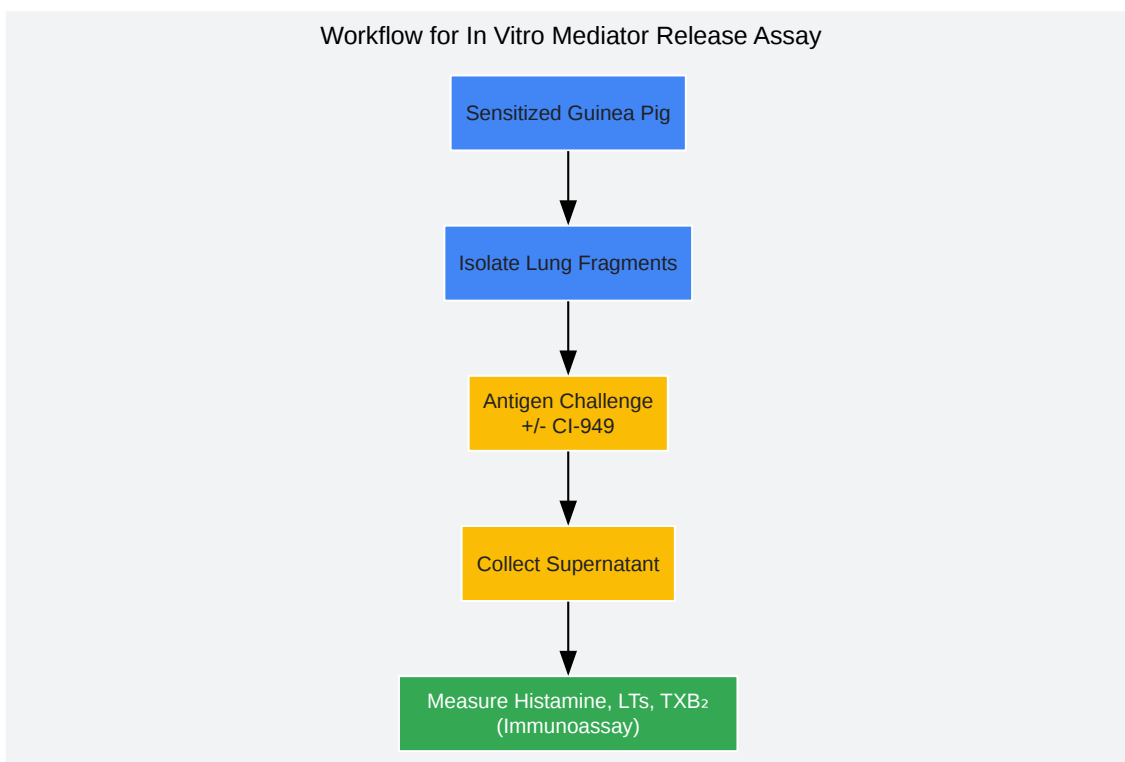 Workflow for In Vitro Mediator Release Assay
Sensitized Guinea Pig
Isolate Lung Fragments
Antigen Challenge
+/- CI-949
Collect Supernatant
Measure Histamine, LTs, TXB₂
(Immunoassay)